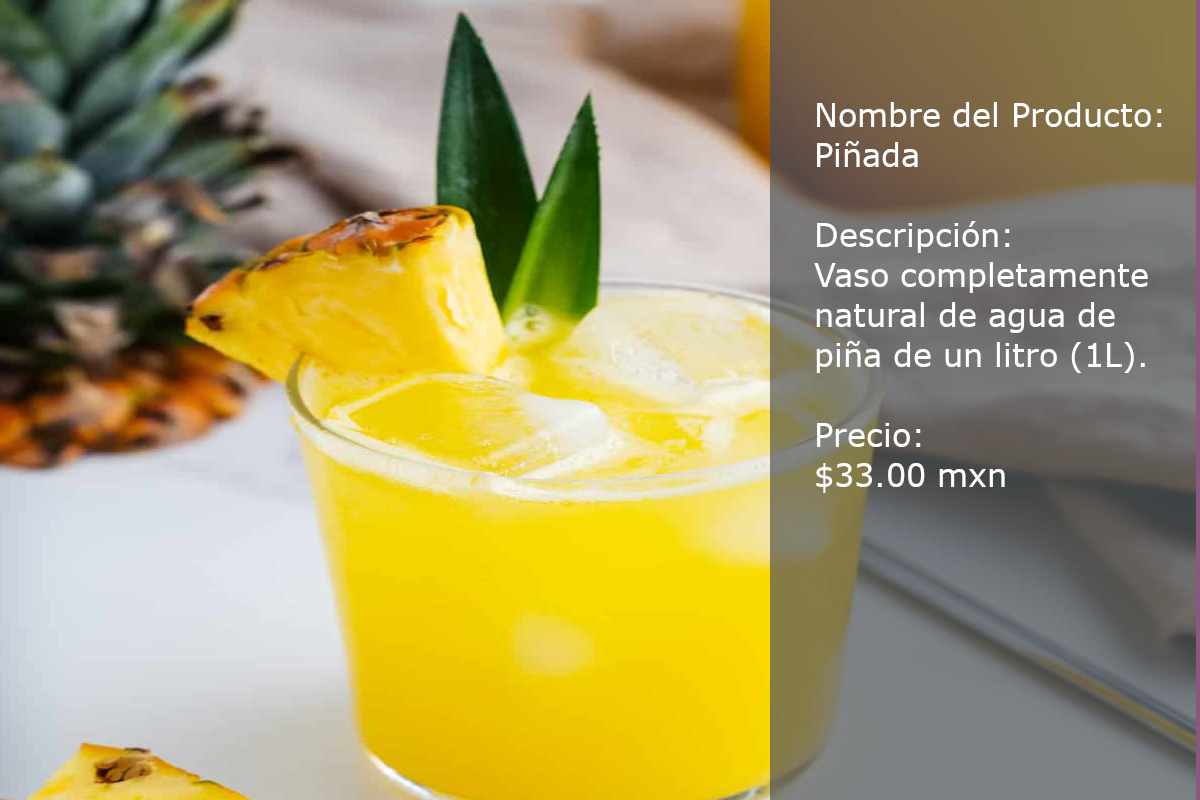 Nombre del Producto:
Piñada
Descripción:
Vaso completamente
natural de agua de
piña de un litro (1L).
Precio:
$33.00 mxn